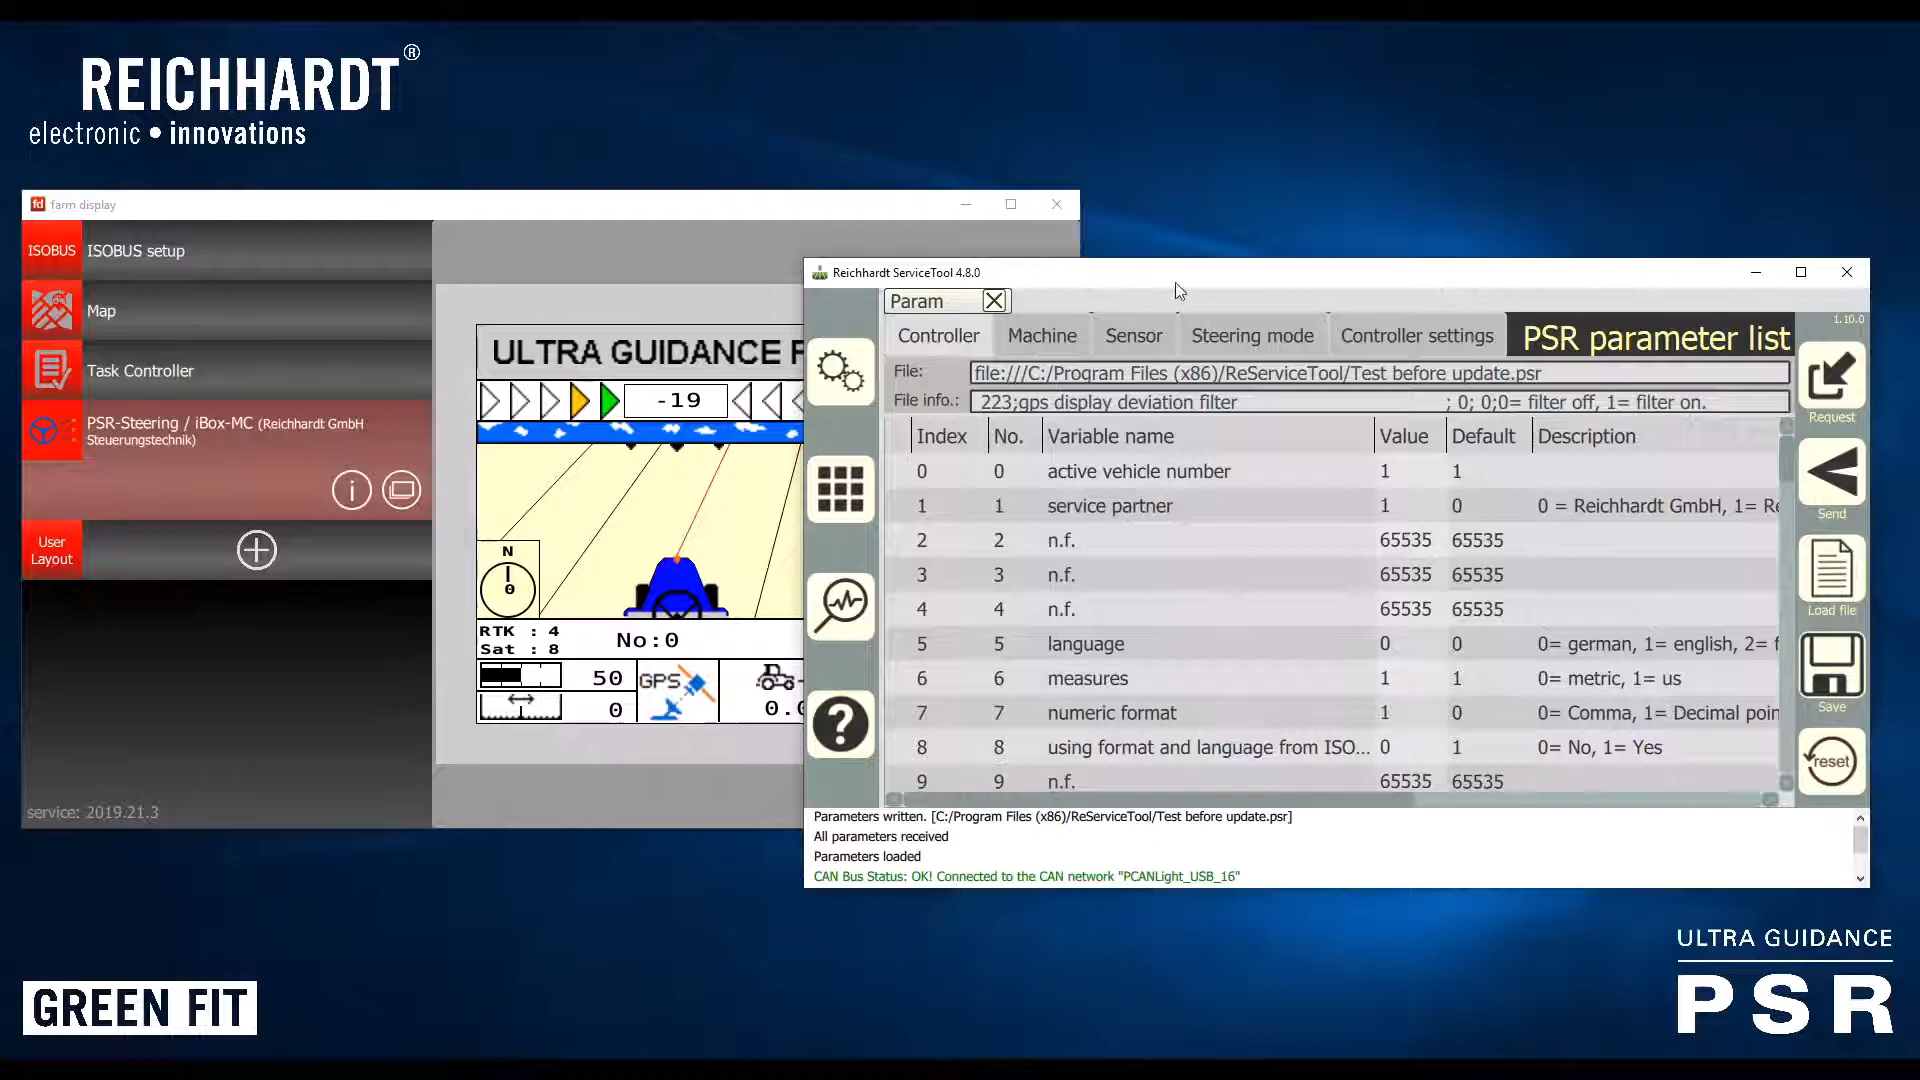 REICHHARDT®
electronic • innovations
fd farm display
ISOBUS ISOBUS setup
Map
Task Controller
PSR-Steering / iBox-MC (Reichhardt GmbH
Steuerungstechnik)
i
User
Layout
service: 2019.21.3
ULTRA GUIDANCE
-19
N
0
RTK : 4
Sat : 8
No:0
50
0
GPS
0.0
Reichhardt ServiceTool 4.8.0
Param X
Controller Machine Sensor Steering mode Controller settings PSR parameter list
1.10.0
File: file:///C:/Program Files (x86)/ReServiceTool/Test before update.psr
File info.: 223;gps display deviation filter ; 0; 0;0= filter off, 1= filter on.
Index No. Variable name Value Default Description
0 0 active vehicle number 1 1
1 1 service partner 1 0 0 = Reichhardt GmbH, 1= Re
2 2 n.f. 65535 65535
3 3 n.f. 65535 65535
4 4 n.f. 65535 65535
5 5 language 0 0 0= german, 1= english, 2= f
6 6 measures 1 1 0= metric, 1= us
7 7 numeric format 1 0 0= Comma, 1= Decimal poin
8 8 using format and language from ISO... 0 1 0= No, 1= Yes
9 9 n.f. 65535 65535
Request
Send
Load file
Save
reset
?
Parameters written. [C:/Program Files (x86)/ReServiceTool/Test before update.psr]
All parameters received
Parameters loaded
CAN Bus Status: OK! Connected to the CAN network "PCANLight_USB_16"
GREEN FIT
ULTRA GUIDANCE
PSR